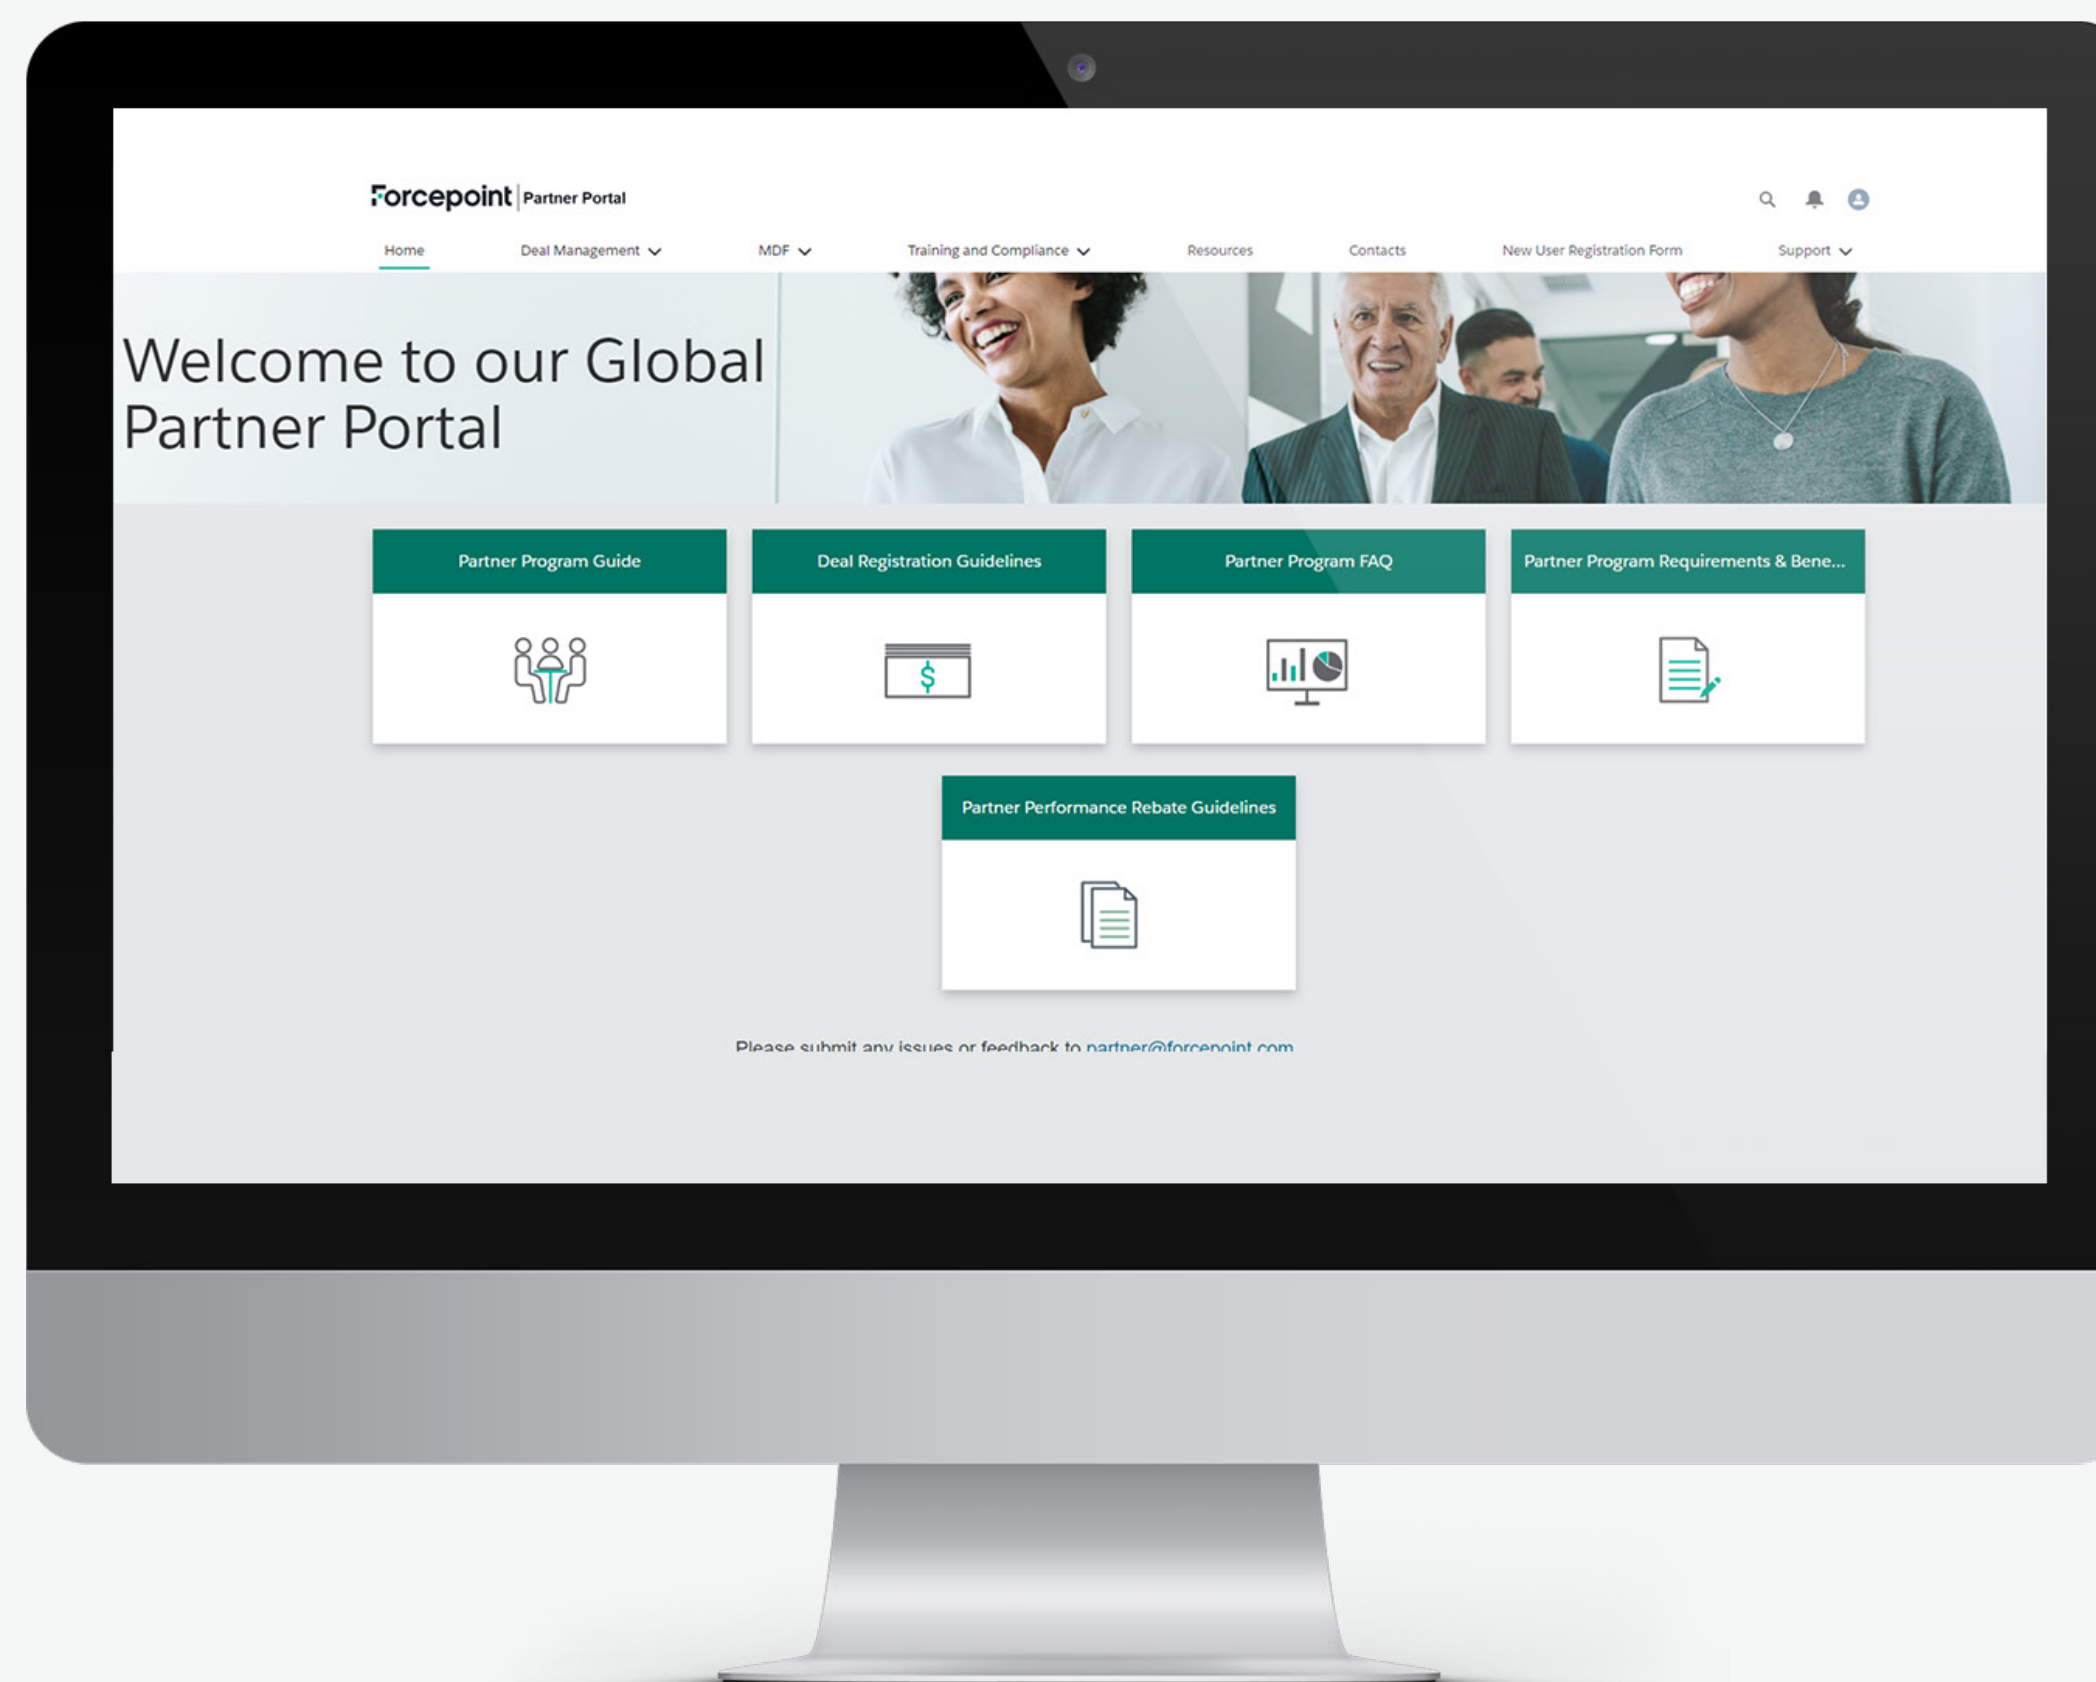 Forcepoint | Partner Portal
Home Deal Management MDF Training and Compliance Resources Contacts New User Registration Form Support
Welcome to our Global
Partner Portal
Partner Program Guide Deal Registration Guidelines Partner Program FAQ Partner Program Requirements & Bene...
$
Partner Performance Rebate Guidelines
Please submit any issues or feedback to partner@forcepoint.com